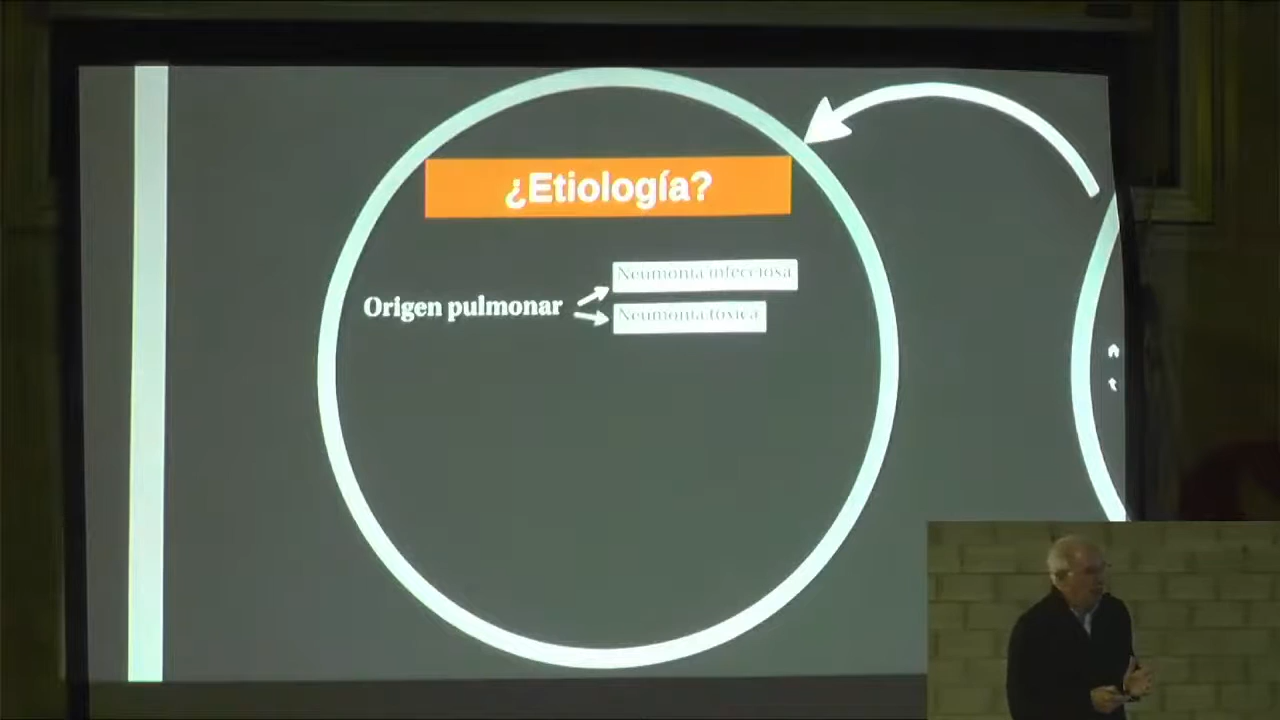 ¿Etiología?
Neumonía infecciosa
Origen pulmonar
Neumonía tóxica